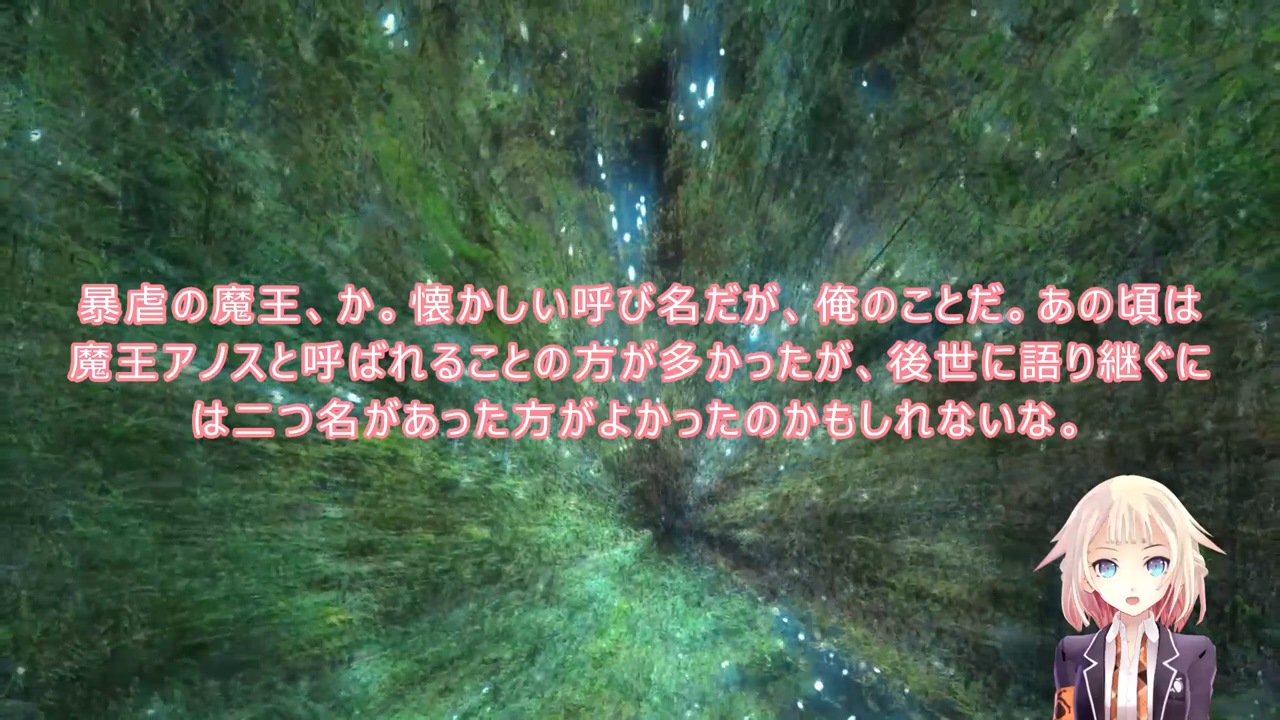 暴虐の魔王、か。懐かしい呼び名だが、俺のことだ。あの頃は
魔王アノスと呼ばれることの方が多かったが、後世に語り継ぐに
は二つ名があった方がよかったのかもしれないな。